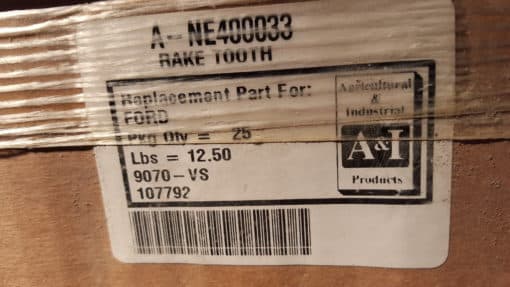 A-NE400033
RAKE TOOTH
Replacement Part For:
FORD
Pkg Qty = 25
Lbs = 12.50
9070-VS
107792
Agricultural
&
Industrial
A&I
Products